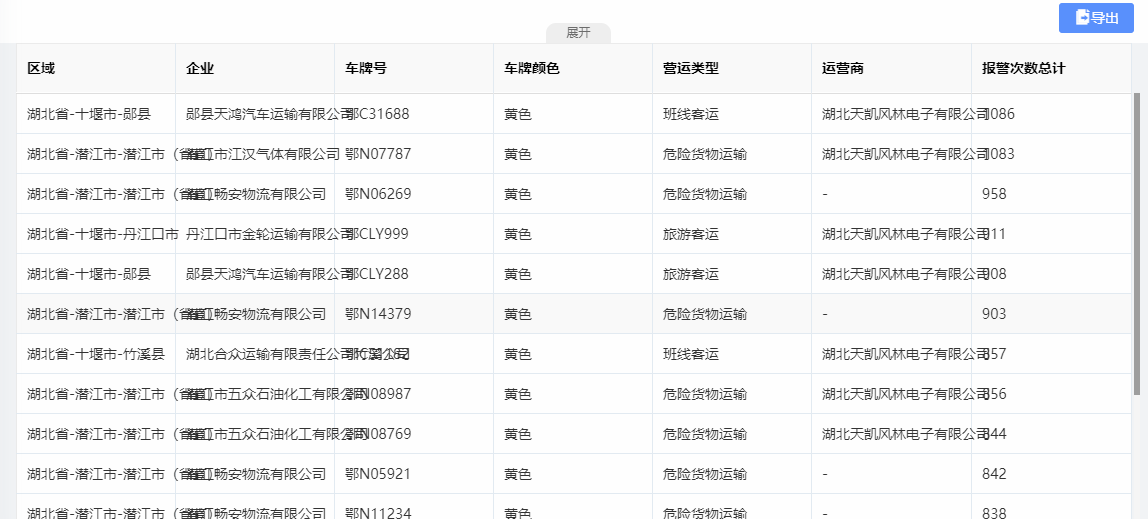 导出
展开
区域 企业 车牌号 车牌颜色 营运类型 运营商 报警次数总计
湖北省-十堰市-郧县 郧县天鸿汽车运输有限公司 鄂C31688 黄色 班线客运 湖北天凯风林电子有限公司 1086
湖北省-潜江市-潜江市（省直） 潜江市江汉气体有限公司 鄂N07787 黄色 危险货物运输 湖北天凯风林电子有限公司 1083
湖北省-潜江市-潜江市（省直） 潜江畅安物流有限公司 鄂N06269 黄色 危险货物运输 - 958
湖北省-十堰市-丹江口市 丹江口市金轮运输有限公司 鄂CLY999 黄色 旅游客运 湖北天凯风林电子有限公司 911
湖北省-十堰市-郧县 郧县天鸿汽车运输有限公司 鄂CLY288 黄色 旅游客运 湖北天凯风林电子有限公司 908
湖北省-潜江市-潜江市（省直） 潜江畅安物流有限公司 鄂N14379 黄色 危险货物运输 - 903
湖北省-十堰市-竹溪县 湖北合众运输有限责任公司 黄色 班线客运 湖北天凯风林电子有限公司 857
湖北省-潜江市-潜江市（省直） 潜江市五众石油化工有限公司 鄂N08987 黄色 危险货物运输 湖北天凯风林电子有限公司 856
湖北省-潜江市-潜江市（省直） 潜江市五众石油化工有限公司 鄂N08769 黄色 危险货物运输 湖北天凯风林电子有限公司 844
湖北省-潜江市-潜江市（省直） 潜江畅安物流有限公司 鄂N05921 黄色 危险货物运输 - 842
湖北省-潜江市-潜江市（省直） 潜江畅安物流有限公司 鄂N11234 黄色 危险货物运输 - 838